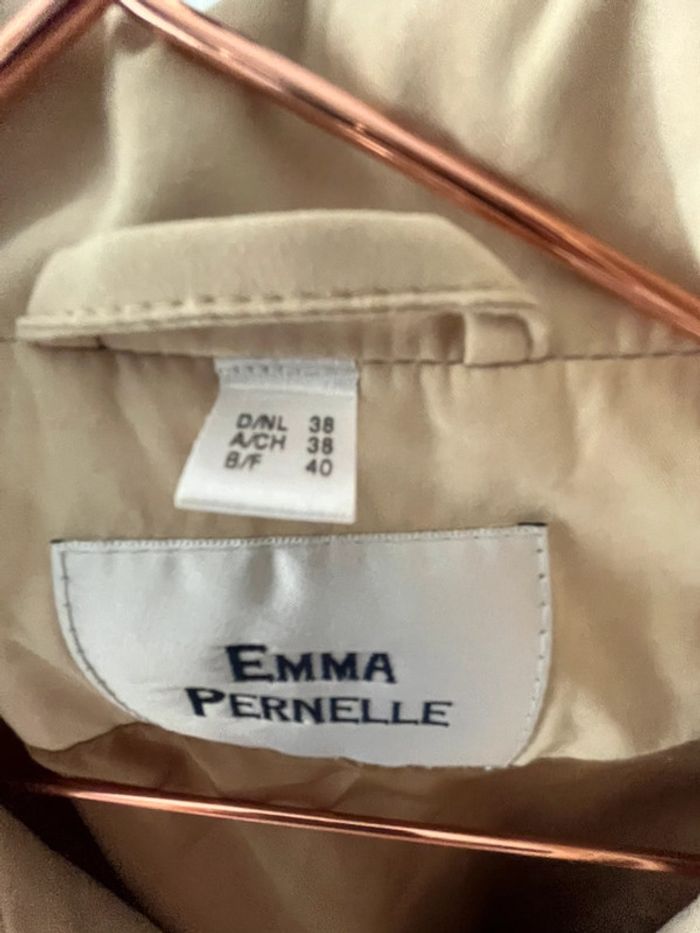 D/NL 38
A/CH 38
B/F 40
EMMA
PERNELLE